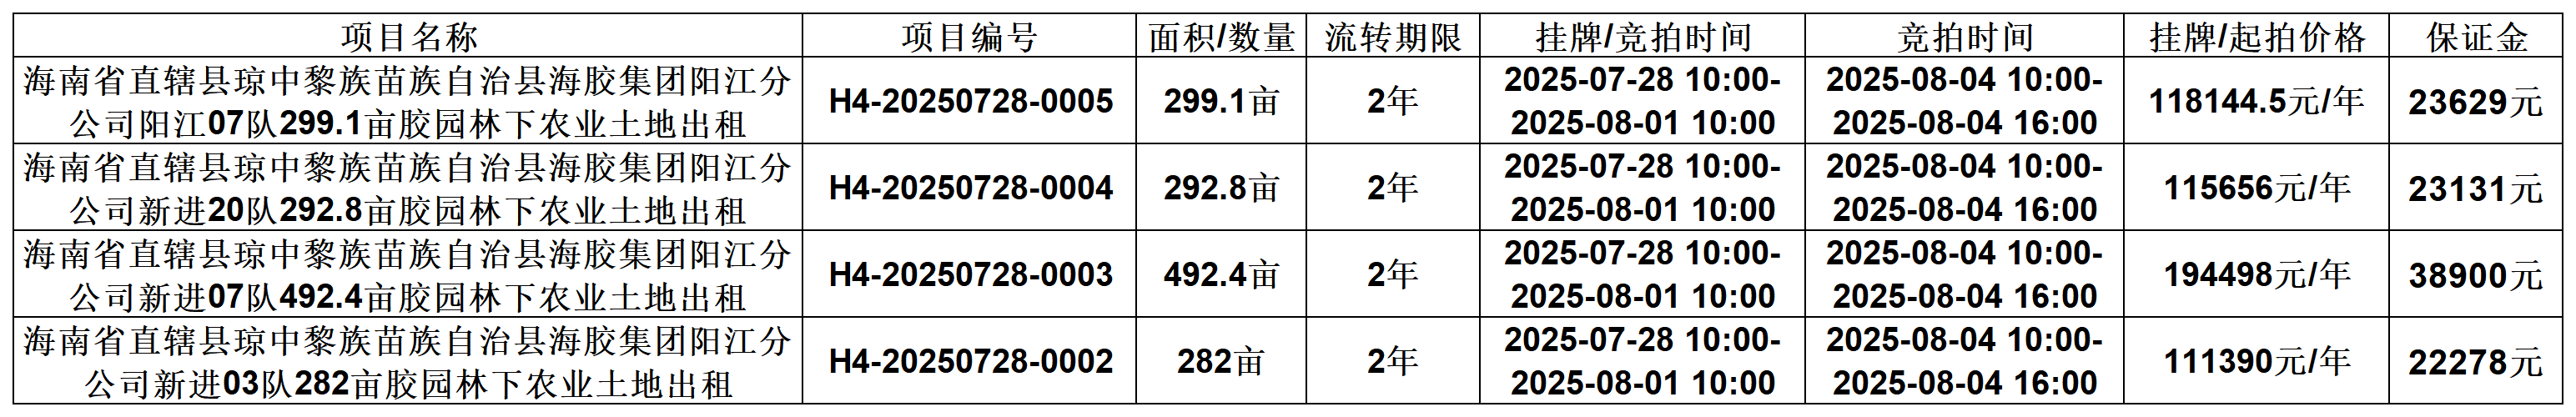 项目名称 项目编号 面积/数量 流转期限 挂牌/竞拍时间 竞拍时间 挂牌/起拍价格 保证金
海南省直辖县琼中黎族苗族自治县海胶集团阳江分
公司阳江07队299.1亩胶园林下农业土地出租
H4-20250728-0005
299.1亩
2年
2025-07-28 10:00-
2025-08-01 10:00
2025-08-04 10:00-
2025-08-04 16:00
118144.5元/年
23629元
海南省直辖县琼中黎族苗族自治县海胶集团阳江分
公司新进20队292.8亩胶园林下农业土地出租
H4-20250728-0004
292.8亩
2年
2025-07-28 10:00-
2025-08-01 10:00
2025-08-04 10:00-
2025-08-04 16:00
115656元/年
23131元
海南省直辖县琼中黎族苗族自治县海胶集团阳江分
公司新进07队492.4亩胶园林下农业土地出租
H4-20250728-0003
492.4亩
2年
2025-07-28 10:00-
2025-08-01 10:00
2025-08-04 10:00-
2025-08-04 16:00
194498元/年
38900元
海南省直辖县琼中黎族苗族自治县海胶集团阳江分
公司新进03队282亩胶园林下农业土地出租
H4-20250728-0002
282亩
2年
2025-07-28 10:00-
2025-08-01 10:00
2025-08-04 10:00-
2025-08-04 16:00
111390元/年
22278元